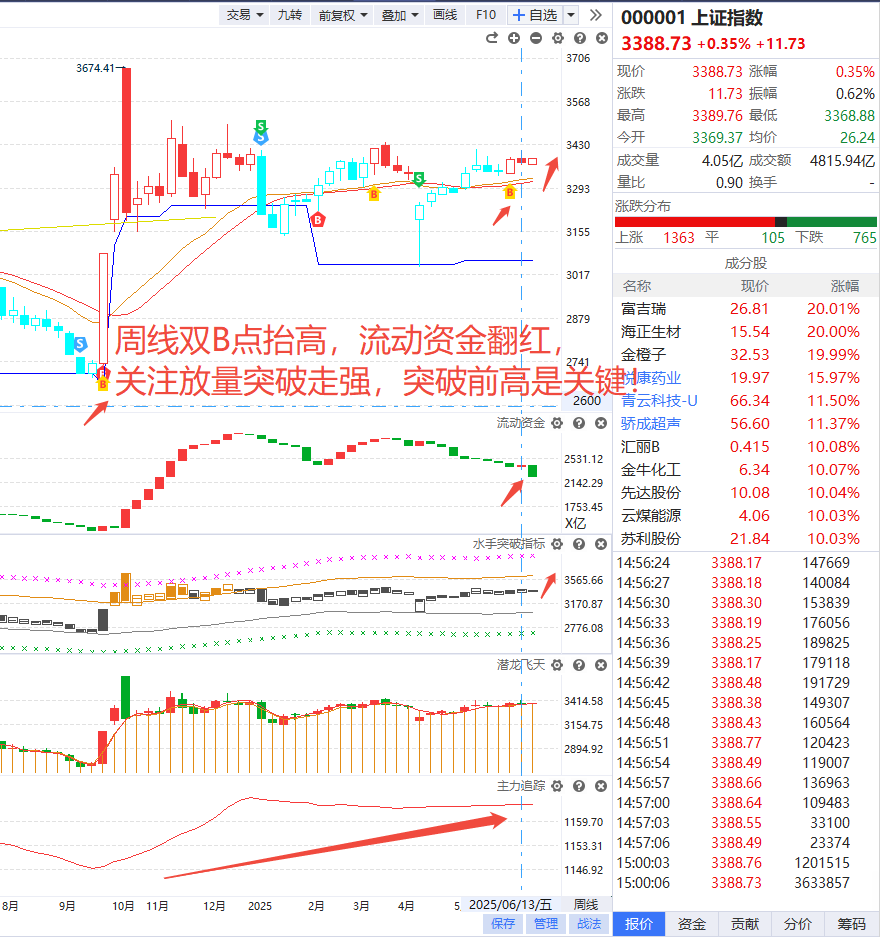 交易 九转 前复权 叠加 画线 F10 +自选
3674.41
3706
3568
3430
3293
3155
3017
2879
2741
2600
S
S
S
S
B
B
B
B
B
周线双B点抬高，流动资金翻红，
关注放量突破走强，突破前高是关键！
流动资金
2531.12
2142.29
1753.45
X亿
水手突破指标
3565.66
3170.87
2776.08
潜龙飞天
3414.58
3154.75
2894.92
主力追踪
1159.70
1153.31
1146.92
8月 9月 10月 11月 12月 2025 2月 3月 4月 5 2025/06/13/五 周线
保存 管理 战法
000001 上证指数
3388.73 +0.35% +11.73
现价 3388.73 涨幅 0.35%
涨跌 11.73 振幅 0.62%
最高 3389.76 最低 3368.88
今开 3369.37 均价 26.24
成交量 4.05亿 成交额 4815.94亿
量比 0.90 换手 -
涨跌分布
上涨 1363 平 105 下跌 765
成分股
名称 现价 涨幅
富吉瑞 26.81 20.01%
海正生材 15.54 20.00%
金橙子 32.53 19.99%
悦康药业 19.97 15.97%
青云科技-U 66.34 11.50%
骄成超声 56.60 11.37%
汇丽B 0.415 10.08%
金牛化工 6.34 10.07%
先达股份 10.08 10.04%
云煤能源 4.06 10.03%
苏利股份 21.84 10.03%
14:56:24 3388.17 147669
14:56:27 3388.18 140084
14:56:30 3388.30 153839
14:56:33 3388.19 176056
14:56:36 3388.25 189825
14:56:39 3388.17 179118
14:56:42 3388.48 191729
14:56:45 3388.38 149307
14:56:48 3388.43 160564
14:56:51 3388.77 120423
14:56:54 3388.49 119007
14:56:57 3388.66 136963
14:57:00 3388.64 109483
14:57:03 3388.55 33100
14:57:06 3388.49 23374
15:00:03 3388.76 1201515
15:00:06 3388.73 3633857
报价 资金 贡献 分价 筹码